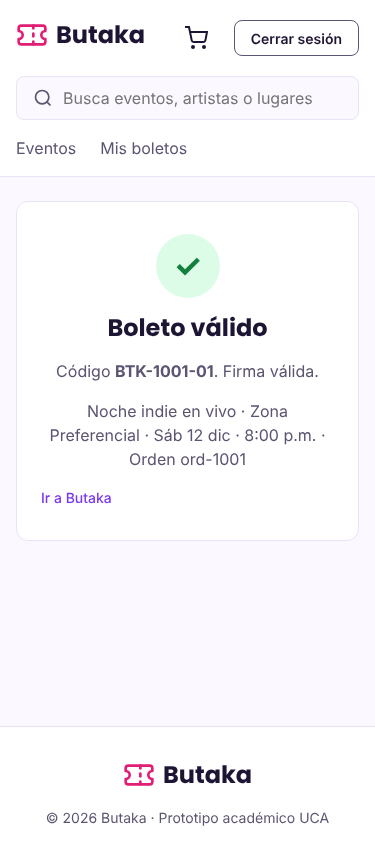 Butaka
Cerrar sesión
Busca eventos, artistas o lugares
Eventos
Mis boletos
Boleto válido
Código BTK-1001-01. Firma válida.
Noche indie en vivo · Zona
Preferencial · Sáb 12 dic · 8:00 p.m. ·
Orden ord-1001
Ir a Butaka
Butaka
© 2026 Butaka · Prototipo académico UCA